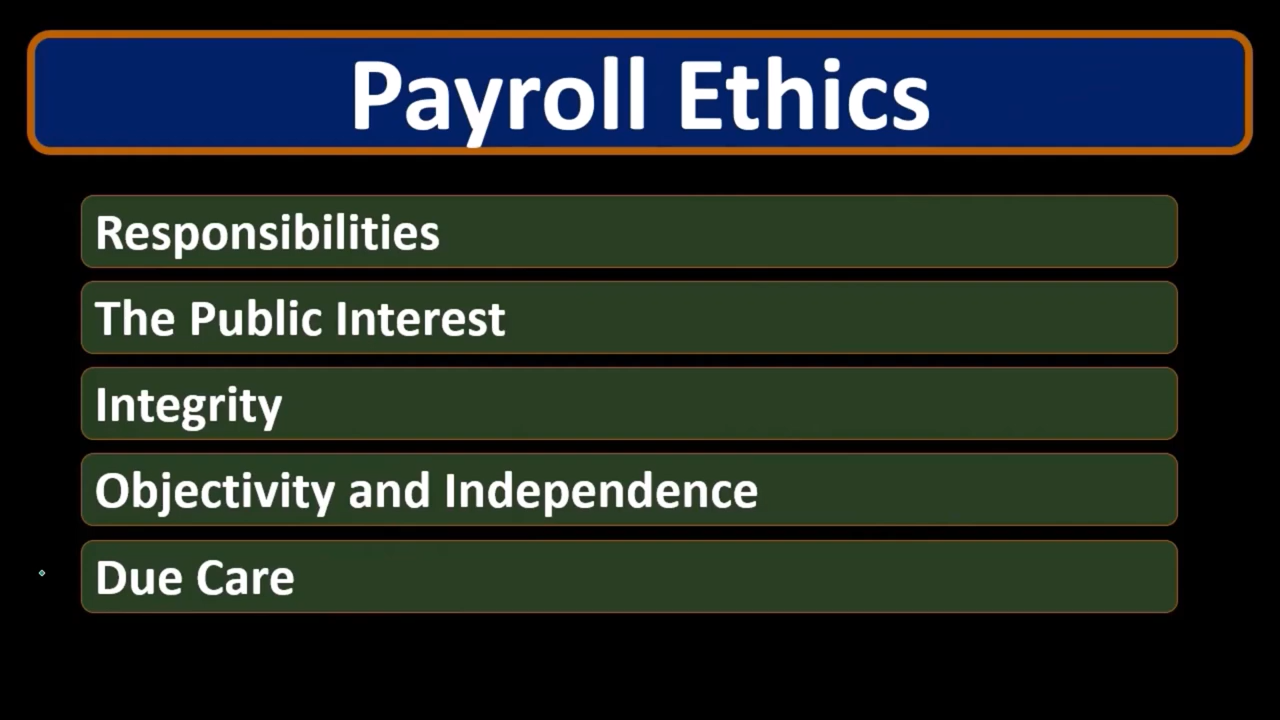 Payroll Ethics
Responsibilities
The Public Interest
Integrity
Objectivity and Independence
Due Care